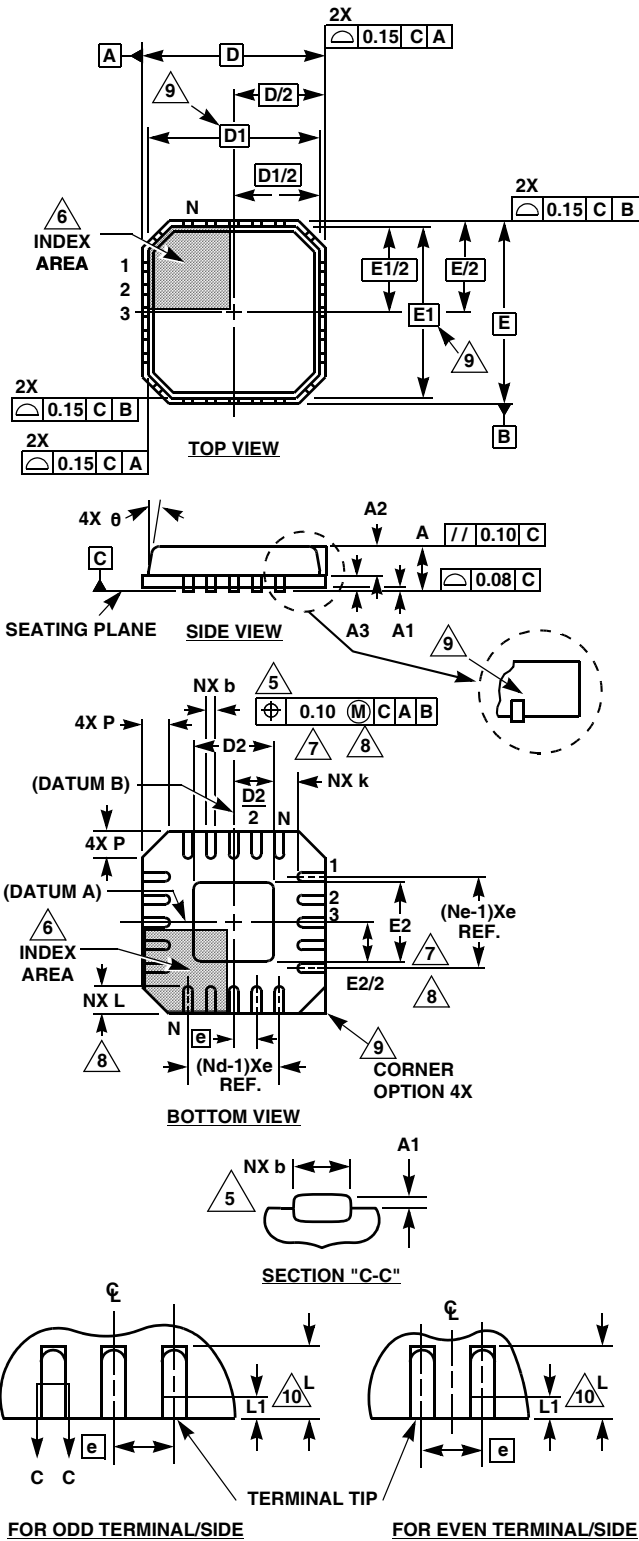 2X
0.15 C A
A
D
9
D/2
D1
D1/2
2X
0.15 C B
6
INDEX
AREA
N
1
2
3
E1/2
E/2
E1
E
9
2X
0.15 C B
2X
0.15 C A
B
TOP VIEW
4X θ
A2
A
// 0.10 C
C
0.08 C
SEATING PLANE
SIDE VIEW
A3
A1
9
NX b
5
0.10 M C A B
4X P
D2
7
8
(DATUM B)
D2
2
N
NX k
4X P
1
(DATUM A)
2
3
E2
(Ne-1)Xe
REF.
6
INDEX
AREA
7
E2/2
NX L
8
8
N
e
9
(Nd-1)Xe
REF.
CORNER
OPTION 4X
BOTTOM VIEW
A1
NX b
5
SECTION "C-C"
C L
C L
L
10
L1
L
10
L1
e
e
C C
TERMINAL TIP
FOR ODD TERMINAL/SIDE
FOR EVEN TERMINAL/SIDE